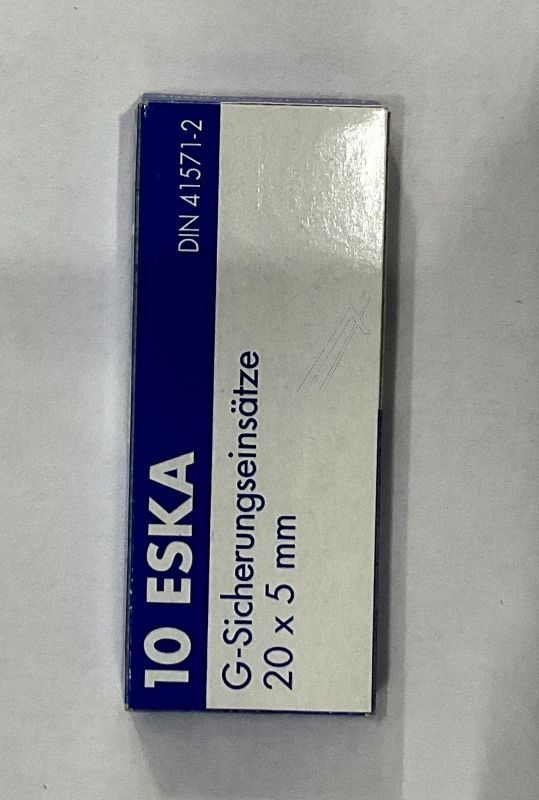 10 ESKA
DIN 41571-2
G-Sicherungseinsätze
20 x 5 mm